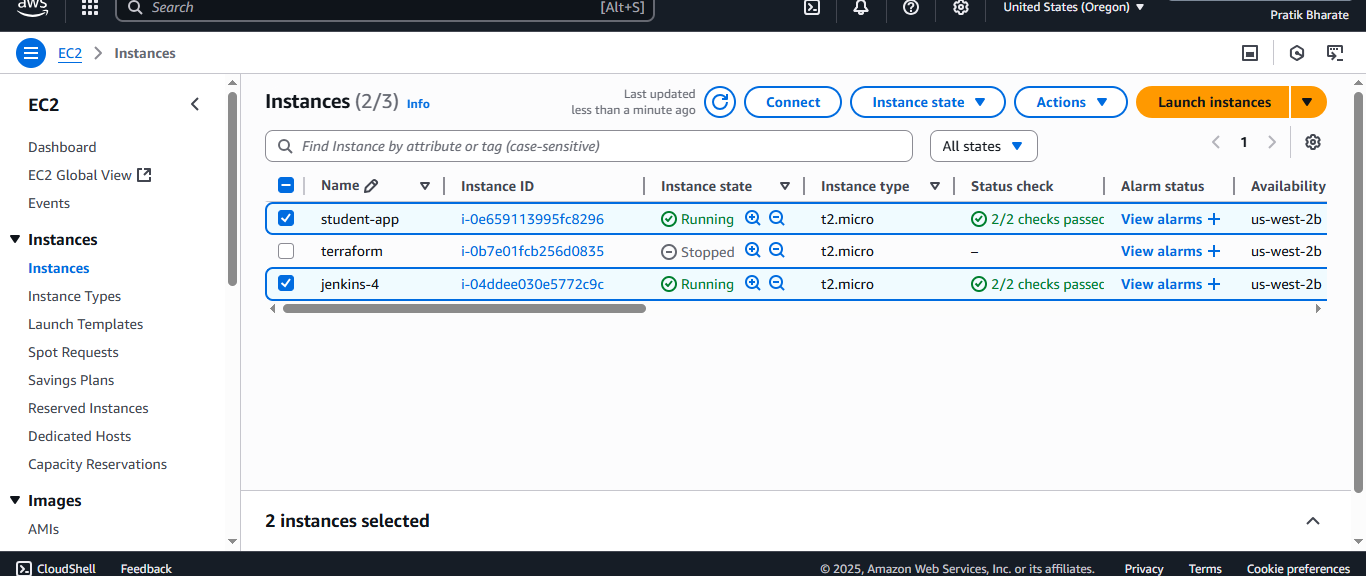 aws
Search
[Alt+S]
United States (Oregon)
Pratik Bharate
EC2
Instances
EC2
Dashboard
EC2 Global View
Events
Instances
Instances
Instance Types
Launch Templates
Spot Requests
Savings Plans
Reserved Instances
Dedicated Hosts
Capacity Reservations
Images
AMIs
Instances (2/3) Info
Last updated
less than a minute ago
Connect
Instance state
Actions
Launch instances
Find Instance by attribute or tag (case-sensitive)
All states
1
Name Instance ID Instance state Instance type Status check Alarm status Availability
student-app i-0e659113995fc8296 Running t2.micro 2/2 checks passec View alarms + us-west-2b
terraform i-0b7e01fcb256d0835 Stopped t2.micro – View alarms + us-west-2b
jenkins-4 i-04ddee030e5772c9c Running t2.micro 2/2 checks passec View alarms + us-west-2b
2 instances selected
CloudShell Feedback © 2025, Amazon Web Services, Inc. or its affiliates. Privacy Terms Cookie preferences